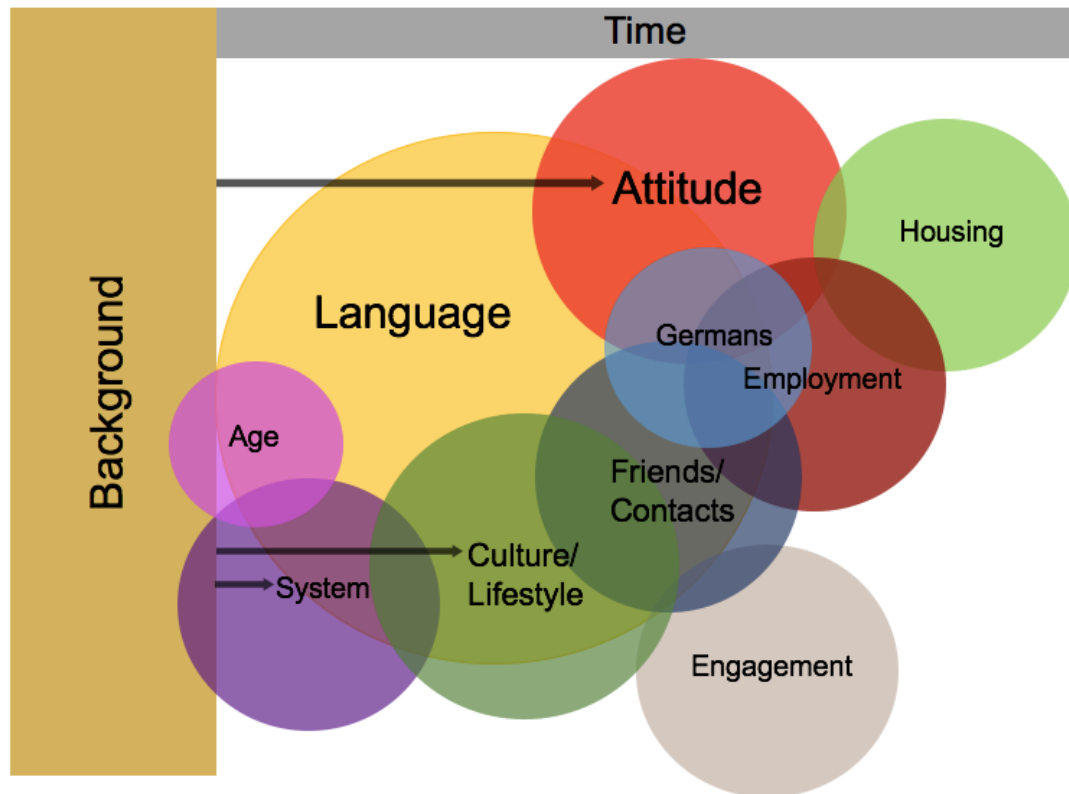 Time
Background
Attitude
Housing
Language
Germans
Employment
Age
Friends/
Contacts
Culture/
Lifestyle
System
Engagement